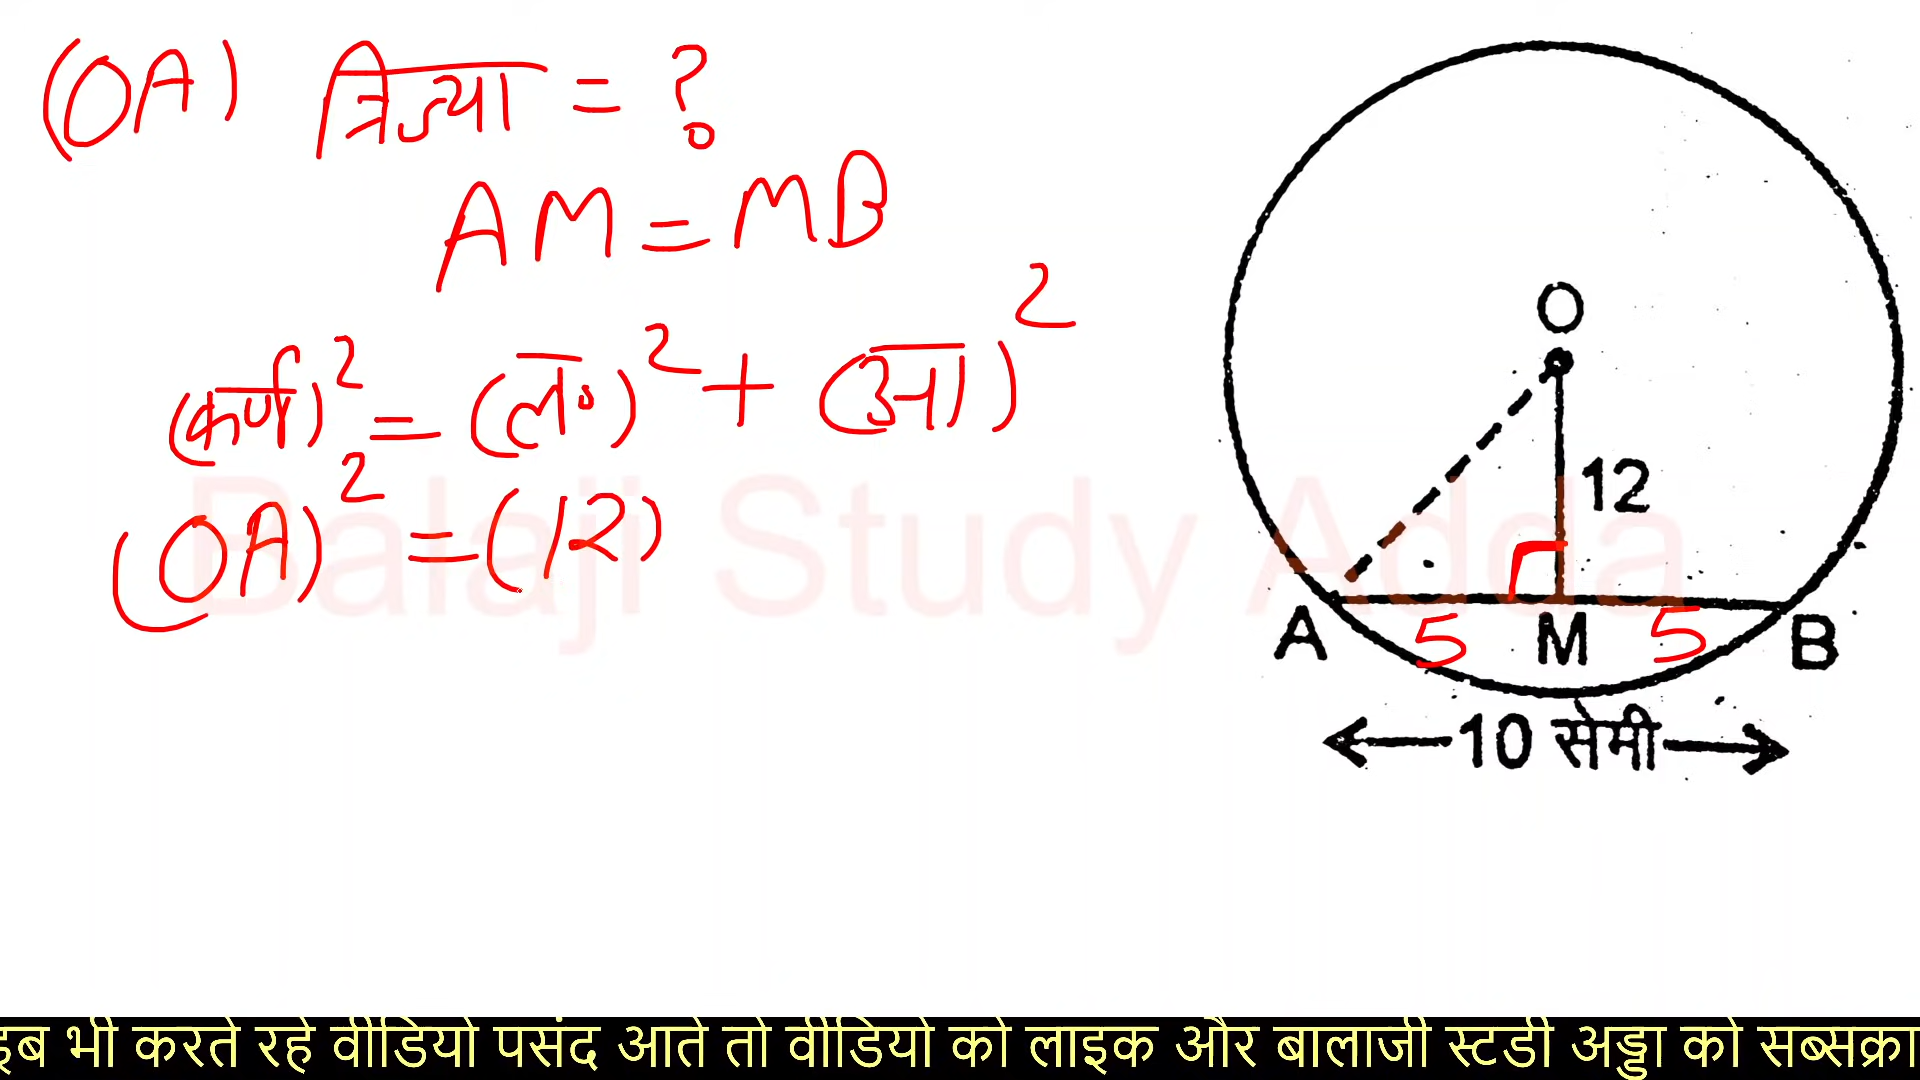 (OA) त्रिज्या = ?
AM = MB
(कर्ण)² = (लं०)² + (आ)²
(OA)² = (12)
O
12
A 5 M 5 B
10 सेमी
Balaji Study Adda
इब भी करते रहे वीडियो पसंद आते तो वीडियो को लाइक और बालाजी स्टडी अड्डा को सब्सक्रा